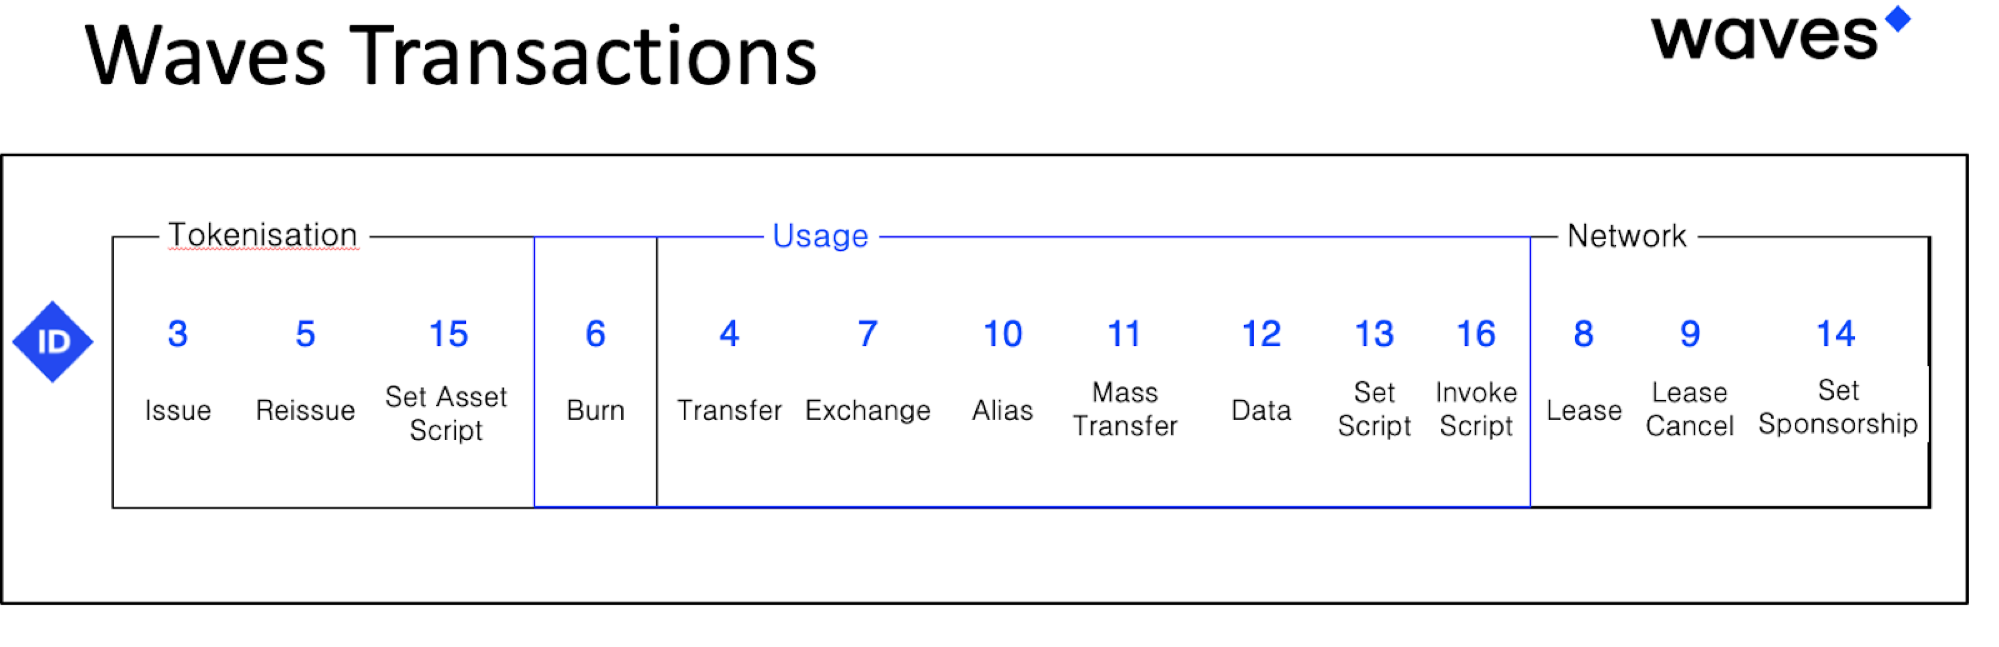 Waves Transactions
waves
Tokenisation
Usage
Network
ID
3
Issue
5
Reissue
15
Set Asset
Script
6
Burn
4
Transfer
7
Exchange
10
Alias
11
Mass
Transfer
12
Data
13
Set
Script
16
Invoke
Script
8
Lease
9
Lease
Cancel
14
Set
Sponsorship